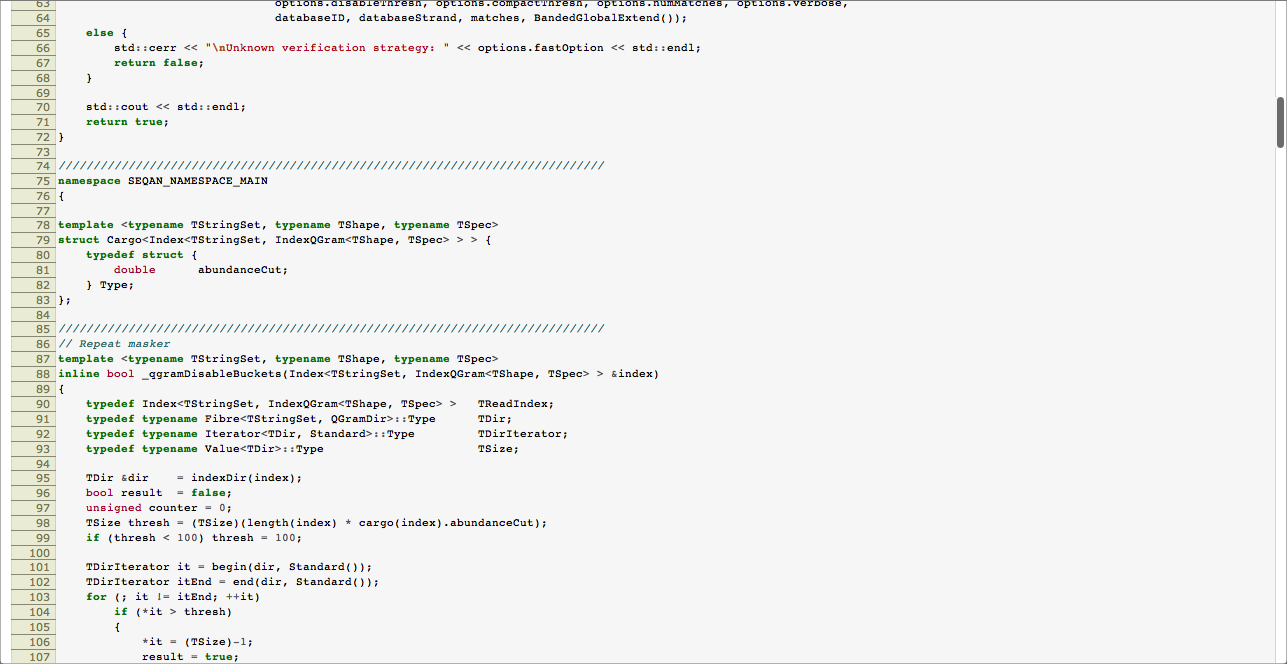 63                                options.disableThresh, options.compactThresh, options.numMatches, options.verbose,
64                                databaseID, databaseStrand, matches, BandedGlobalExtend());
65     else {
66         std::cerr << "\nUnknown verification strategy: " << options.fastOption << std::endl;
67         return false;
68     }
69
70     std::cout << std::endl;
71     return true;
72 }
73
74 //////////////////////////////////////////////////////////////////////////////
75 namespace SEQAN_NAMESPACE_MAIN
76 {
77
78 template <typename TStringSet, typename TShape, typename TSpec>
79 struct Cargo<Index<TStringSet, IndexQGram<TShape, TSpec> > > {
80     typedef struct {
81         double      abundanceCut;
82     } Type;
83 };
84
85 //////////////////////////////////////////////////////////////////////////////
86 // Repeat masker
87 template <typename TStringSet, typename TShape, typename TSpec>
88 inline bool _qgramDisableBuckets(Index<TStringSet, IndexQGram<TShape, TSpec> > &index)
89 {
90     typedef Index<TStringSet, IndexQGram<TShape, TSpec> >   TReadIndex;
91     typedef typename Fibre<TStringSet, QGramDir>::Type      TDir;
92     typedef typename Iterator<TDir, Standard>::Type         TDirIterator;
93     typedef typename Value<TDir>::Type                      TSize;
94
95     TDir &dir    = indexDir(index);
96     bool result  = false;
97     unsigned counter = 0;
98     TSize thresh = (TSize)(length(index) * cargo(index).abundanceCut);
99     if (thresh < 100) thresh = 100;
100
101     TDirIterator it = begin(dir, Standard());
102     TDirIterator itEnd = end(dir, Standard());
103     for (; it != itEnd; ++it)
104         if (*it > thresh)
105         {
106             *it = (TSize)-1;
107             result = true;